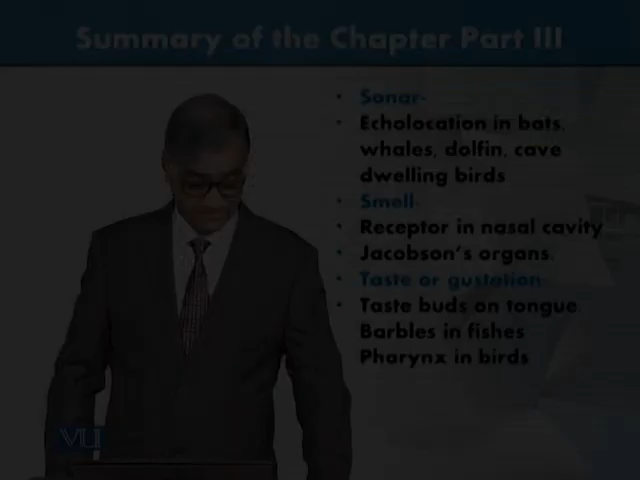 Summary of the Chapter Part III
• Sonar-
• Echolocation in bats,
whales, dolfin, cave
dwelling birds
• Smell-
• Receptor in nasal cavity
• Jacobson's organs.
• Taste or gustation-
• Taste buds on tongue
Barbles in fishes
Pharynx in birds
VU